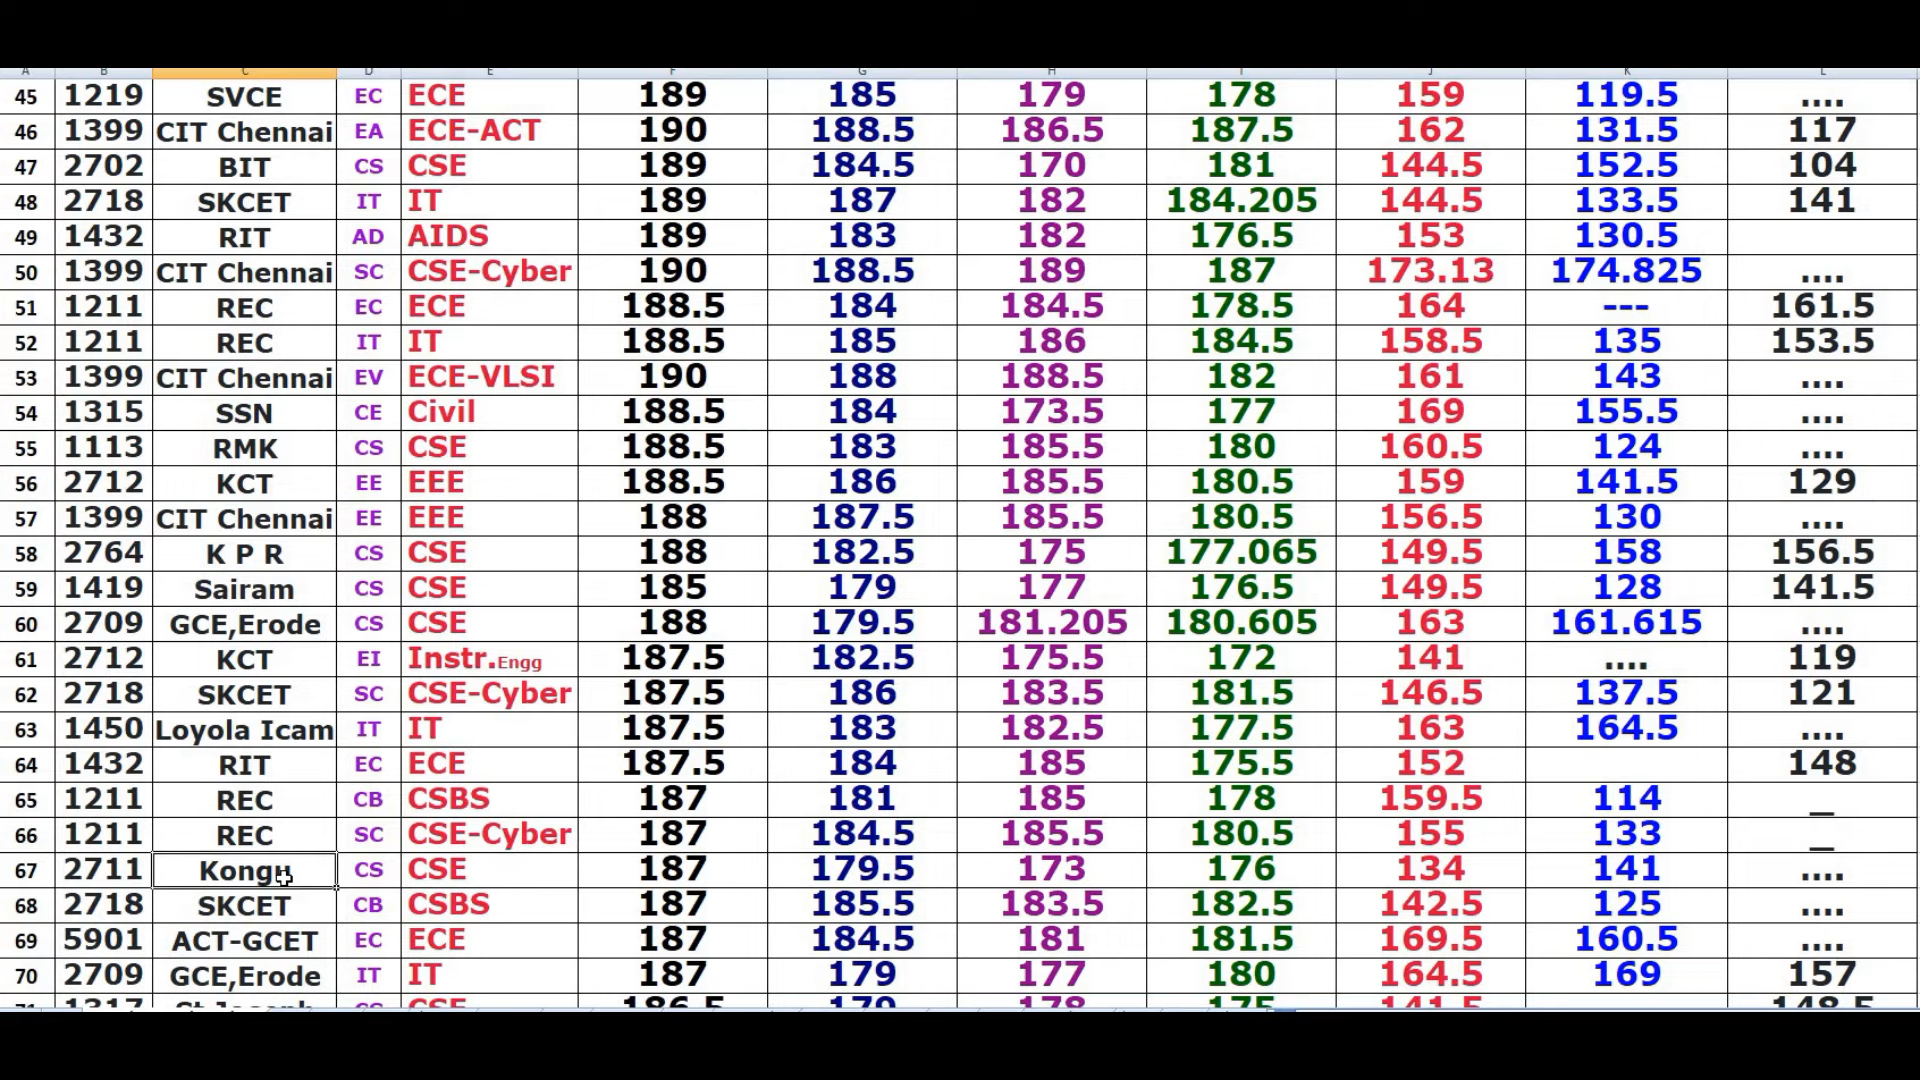 A B C D E F G H I J K L
45 1219 SVCE EC ECE 189 185 179 178 159 119.5 ....
46 1399 CIT Chennai EA ECE-ACT 190 188.5 186.5 187.5 162 131.5 117
47 2702 BIT CS CSE 189 184.5 170 181 144.5 152.5 104
48 2718 SKCET IT IT 189 187 182 184.205 144.5 133.5 141
49 1432 RIT AD AIDS 189 183 182 176.5 153 130.5
50 1399 CIT Chennai SC CSE-Cyber 190 188.5 189 187 173.13 174.825 ....
51 1211 REC EC ECE 188.5 184 184.5 178.5 164 --- 161.5
52 1211 REC IT IT 188.5 185 186 184.5 158.5 135 153.5
53 1399 CIT Chennai EV ECE-VLSI 190 188 188.5 182 161 143 ....
54 1315 SSN CE Civil 188.5 184 173.5 177 169 155.5 ....
55 1113 RMK CS CSE 188.5 183 185.5 180 160.5 124 ....
56 2712 KCT EE EEE 188.5 186 185.5 180.5 159 141.5 129
57 1399 CIT Chennai EE EEE 188 187.5 185.5 180.5 156.5 130 ....
58 2764 K P R CS CSE 188 182.5 175 177.065 149.5 158 156.5
59 1419 Sairam CS CSE 185 179 177 176.5 149.5 128 141.5
60 2709 GCE,Erode CS CSE 188 179.5 181.205 180.605 163 161.615 ....
61 2712 KCT EI Instr.Engg 187.5 182.5 175.5 172 141 .... 119
62 2718 SKCET SC CSE-Cyber 187.5 186 183.5 181.5 146.5 137.5 121
63 1450 Loyola Icam IT IT 187.5 183 182.5 177.5 163 164.5 ....
64 1432 RIT EC ECE 187.5 184 185 175.5 152 148
65 1211 REC CB CSBS 187 181 185 178 159.5 114 _
66 1211 REC SC CSE-Cyber 187 184.5 185.5 180.5 155 133 _
67 2711 Kongu CS CSE 187 179.5 173 176 134 141 ....
68 2718 SKCET CB CSBS 187 185.5 183.5 182.5 142.5 125 ....
69 5901 ACT-GCET EC ECE 187 184.5 181 181.5 169.5 160.5 ....
70 2709 GCE,Erode IT IT 187 179 177 180 164.5 169 157
71 1317 St Joseph CS CSE 186.5 179 178 175 141.5 148.5